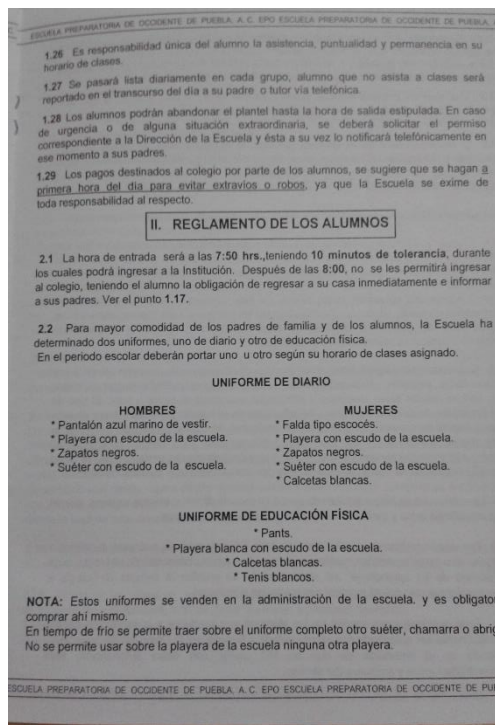 ESCUELA PREPARATORIA DE OCCIDENTE DE PUEBLA, A. C. EPO ESCUELA PREPARATORIA DE OCCIDENTE DE PUEBLA,
1.26 Es responsabilidad única del alumno la asistencia, puntualidad y permanencia en su
horario de clases.
1.27 Se pasará lista diariamente en cada grupo, alumno que no asista a clases será
reportado en el transcurso del día a su padre o tutor vía telefónica.
1.28 Los alumnos podrán abandonar el plantel hasta la hora de salida estipulada. En caso
de urgencia o de alguna situación extraordinaria, se deberá solicitar el permiso
correspondiente a la Dirección de la Escuela y ésta a su vez lo notificará telefónicamente en
ese momento a sus padres.
1.29 Los pagos destinados al colegio por parte de los alumnos, se sugiere que se hagan a
primera hora del día para evitar extravíos o robos, ya que la Escuela se exime de
toda responsabilidad al respecto.
II. REGLAMENTO DE LOS ALUMNOS
2.1 La hora de entrada será a las 7:50 hrs.,teniendo 10 minutos de tolerancia, durante
los cuales podrá ingresar a la Institución. Después de las 8:00, no se les permitirá ingresar
al colegio, teniendo el alumno la obligación de regresar a su casa inmediatamente e informar
a sus padres. Ver el punto 1.17.
2.2 Para mayor comodidad de los padres de familia y de los alumnos, la Escuela ha
determinado dos uniformes, uno de diario y otro de educación física.
En el periodo escolar deberán portar uno u otro según su horario de clases asignado.
UNIFORME DE DIARIO
HOMBRES
* Pantalón azul marino de vestir.
* Playera con escudo de la escuela.
* Zapatos negros.
* Suéter con escudo de la escuela.
MUJERES
* Falda tipo escocés.
* Playera con escudo de la escuela.
* Zapatos negros.
* Suéter con escudo de la escuela.
* Calcetas blancas.
UNIFORME DE EDUCACIÓN FÍSICA
* Pants.
* Playera blanca con escudo de la escuela.
* Calcetas blancas.
* Tenis blancos.
NOTA: Estos uniformes se venden en la administración de la escuela. y es obligator
comprar ahí mismo.
En tiempo de frío se permite traer sobre el uniforme completo otro suéter, chamarra o abrig
No se permite usar sobre la playera de la escuela ninguna otra playera.
ESCUELA PREPARATORIA DE OCCIDENTE DE PUEBLA, A. C. EPO ESCUELA PREPARATORIA DE OCCIDENTE DE PUE